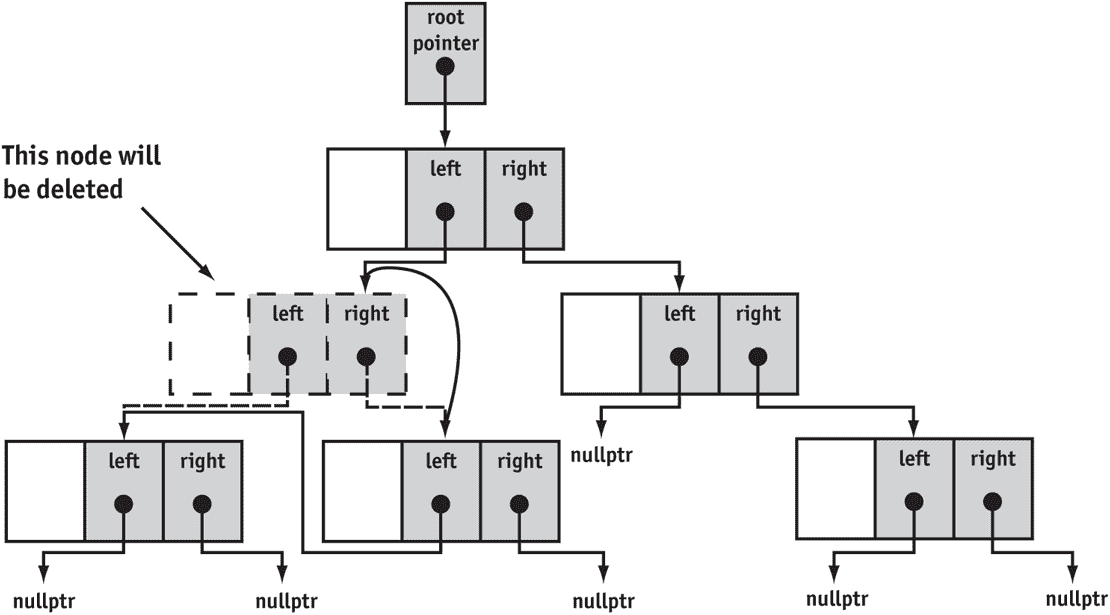 root
pointer
left right
This node will
be deleted
left right
left right
left right
left right
nullptr
left right
nullptr
nullptr
nullptr
nullptr
nullptr